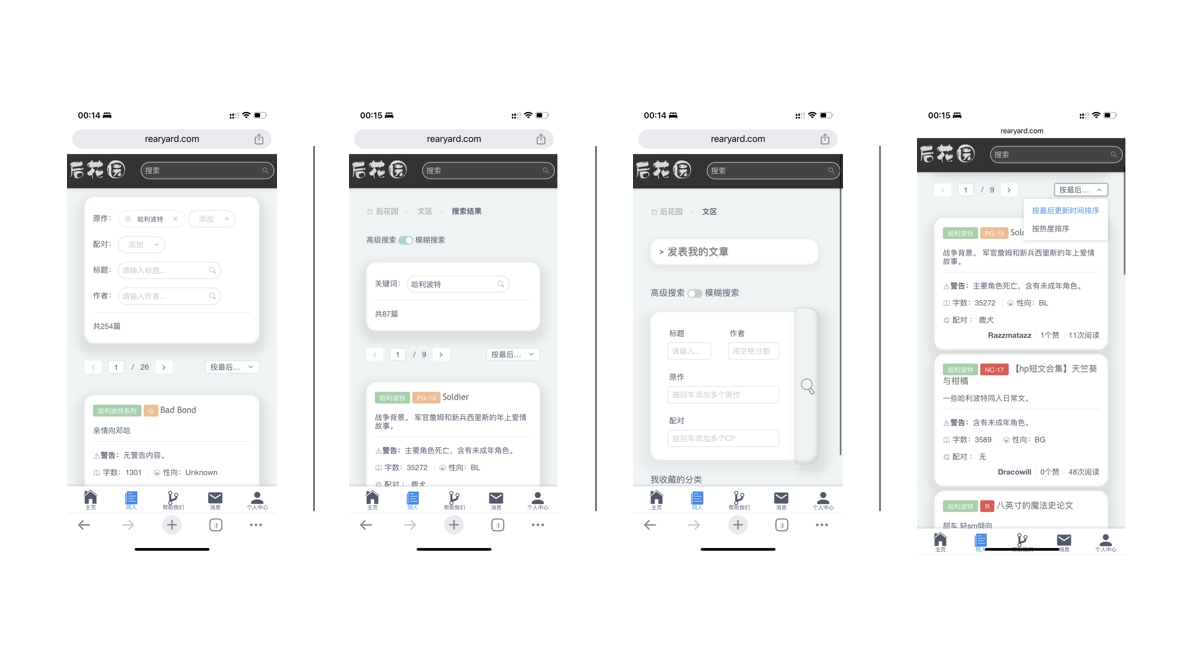 00:14
rearyard.com
后花园
搜索
原作：
哈利波特 ×
添加 +
配对：
添加 +
标题：
请输入标题...
作者：
请输入作者...
共254篇
< 1 / 26 >
按最后...
哈利波特系列 G Bad Bond
亲情向邓哈
警告：无警告内容。
字数：1301
性向：Unknown
主页 同人 帮助我们 消息 个人中心
:)
00:15
rearyard.com
后花园
搜索
后花园 文区 搜索结果
高级搜索 模糊搜索
关键词：
哈利波特
共87篇
< 1 / 9 >
按最后...
哈利波特 PG-13 Soldier
战争背景。 军官詹姆和新兵西里斯的年上爱情
故事。
警告：主要角色死亡、含有未成年角色。
字数：35272
性向：BL
配对： 鹿犬
主页 同人 帮助我们 消息 个人中心
:)
00:14
rearyard.com
后花园
搜索
后花园 文区
> 发表我的文章
高级搜索 模糊搜索
标题
作者
请输入...
用空格分割
原作
按回车添加多个原作
配对
按回车添加多个CP
我收藏的分类
主页 同人 帮助我们 消息 个人中心
:)
00:15
rearyard.com
后花园
搜索
< 1 / 9 >
按最后...
按最后更新时间排序
按热度排序
哈利波特 PG-13
战争背景。 军官詹姆和新兵西里斯的年上爱情
故事。
警告：主要角色死亡、含有未成年角色。
字数：35272
性向：BL
配对： 鹿犬
Razzmatazz 1个赞 11次阅读
哈利波特 NC-17 【hp短文合集】天竺葵
与柑橘
一些哈利波特同人日常文。
警告：含有未成年角色。
字数：3589
性向：BG
配对： 无
Dracowill 0个赞 48次阅读
哈利波特 R 八英寸的魔法史论文
甜车 轻sm倾向
主页 同人 消息 个人中心